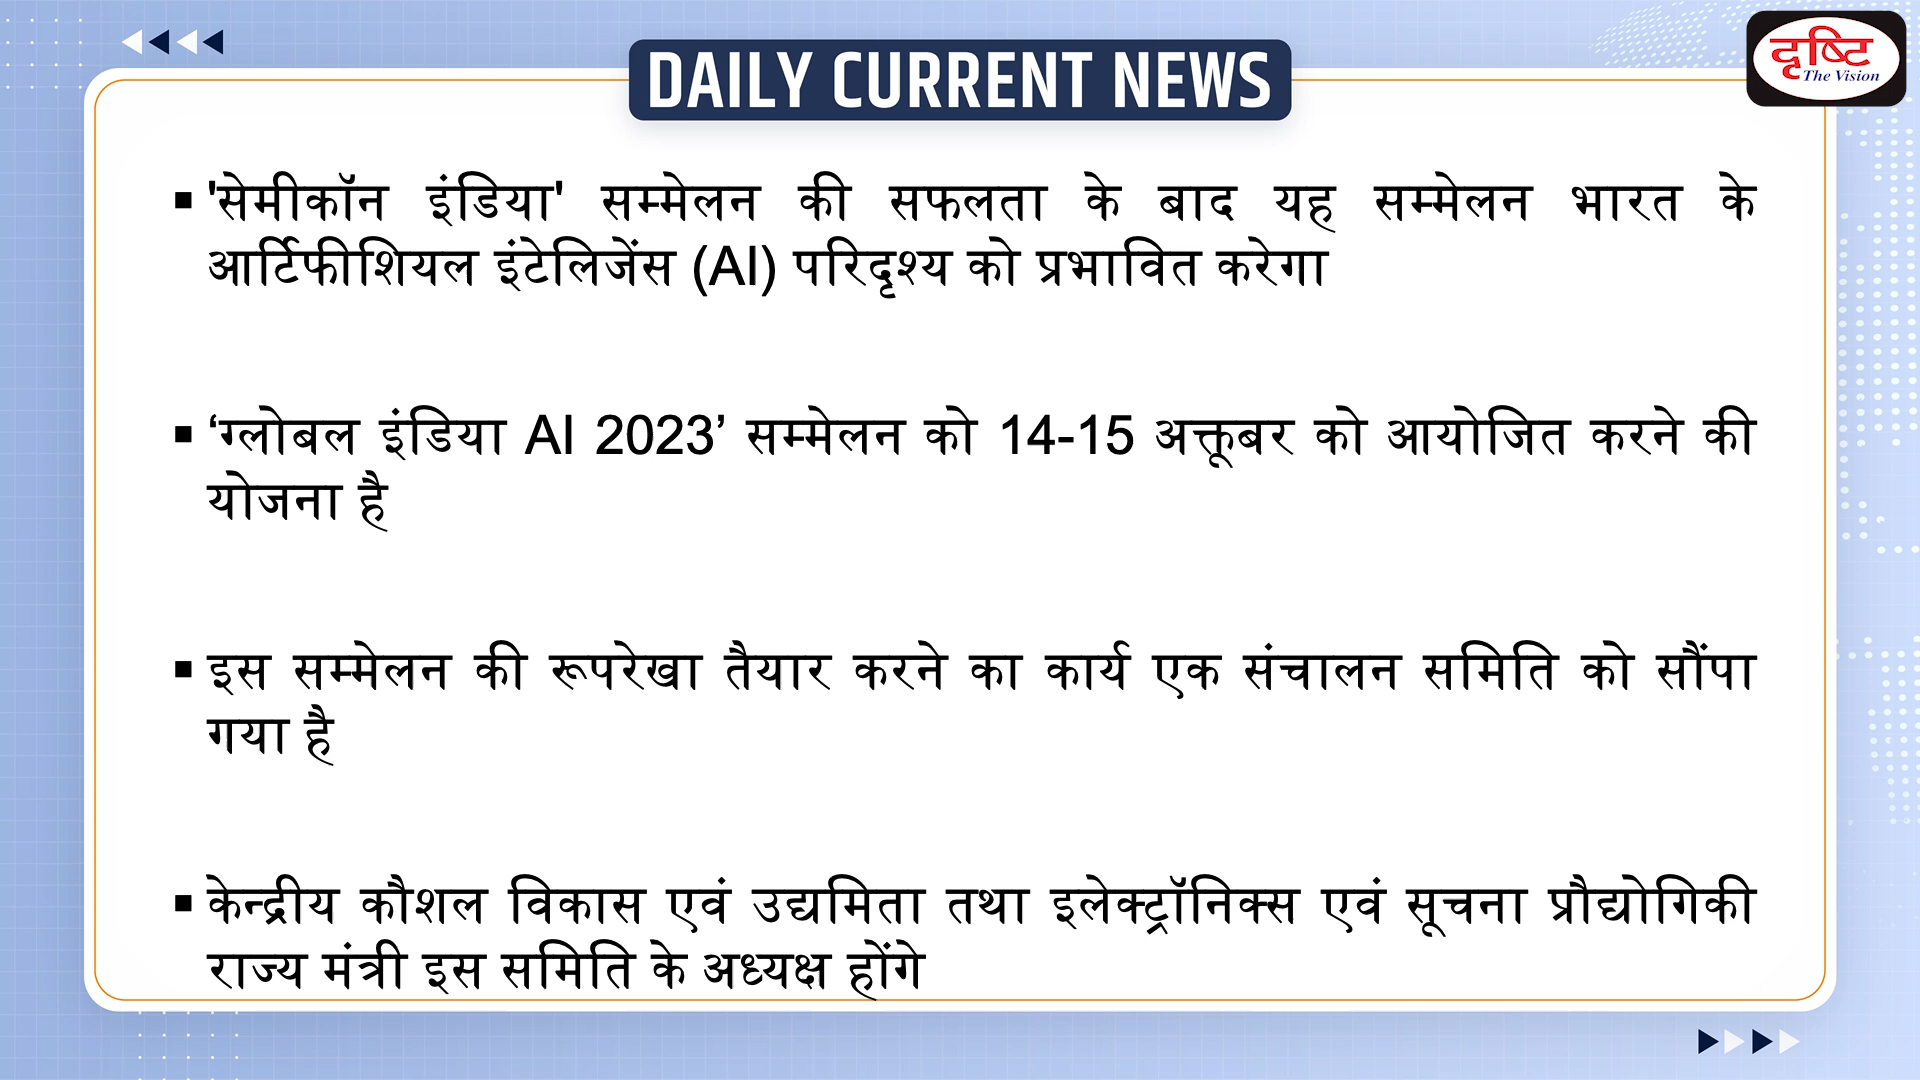 DAILY CURRENT NEWS
दृष्टि
The Vision
'सेमीकॉन इंडिया' सम्मेलन की सफलता के बाद यह सम्मेलन भारत के
आर्टिफीशियल इंटेलिजेंस (AI) परिदृश्य को प्रभावित करेगा
‘ग्लोबल इंडिया AI 2023’ सम्मेलन को 14-15 अक्तूबर को आयोजित करने की
योजना है
इस सम्मेलन की रूपरेखा तैयार करने का कार्य एक संचालन समिति को सौंपा
गया है
केन्द्रीय कौशल विकास एवं उद्यमिता तथा इलेक्ट्रॉनिक्स एवं सूचना प्रौद्योगिकी
राज्य मंत्री इस समिति के अध्यक्ष होंगे